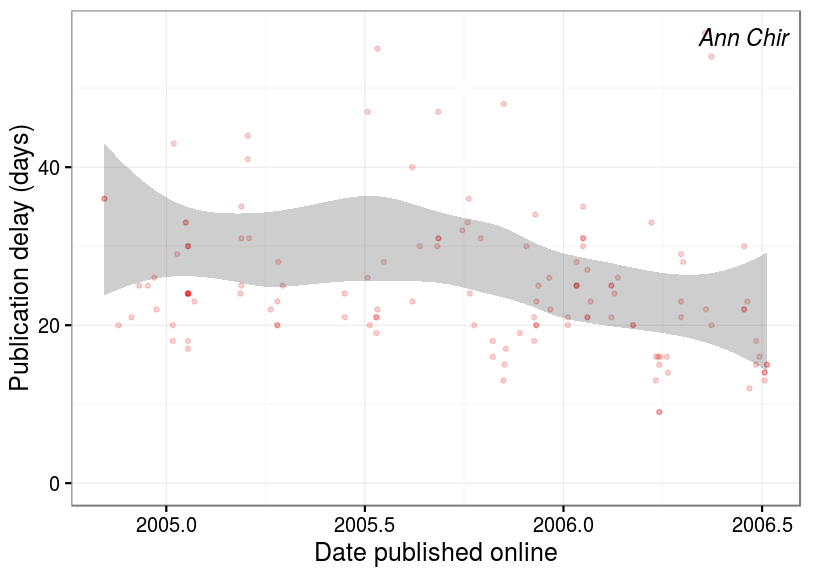 Ann Chir
Publication delay (days)
40
20
0
2005.0 2005.5 2006.0 2006.5
Date published online